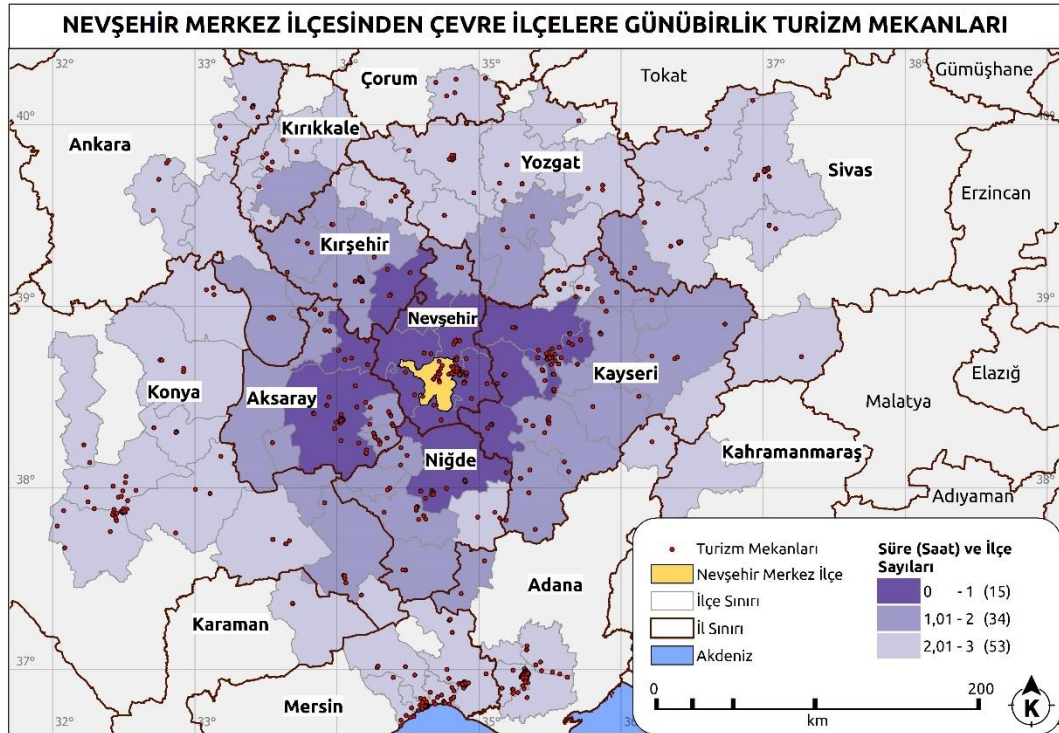 NEVŞEHİR MERKEZ İLÇESİNDEN ÇEVRE İLÇELERE GÜNÜBİRLİK TURİZM MEKANLARI
32°
33°
35°
37°
38°
Çorum
Tokat
Gümüşhane
40°
Kırıkkale
Ankara
Yozgat
Sivas
Erzincan
Kırşehir
39°
39°
Nevşehir
Kayseri
Elazığ
Konya
Aksaray
Malatya
Niğde
Kahramanmaraş
38°
38°
Adıyaman
Adana
Karaman
37°
Mersin
32°
33°
35°
36°
Turizm Mekanları
Nevşehir Merkez İlçe
İlçe Sınırı
İl Sınırı
Akdeniz
Süre (Saat) ve İlçe
Sayıları
0 - 1 (15)
1,01 - 2 (34)
2,01 - 3 (53)
0 200
km
K